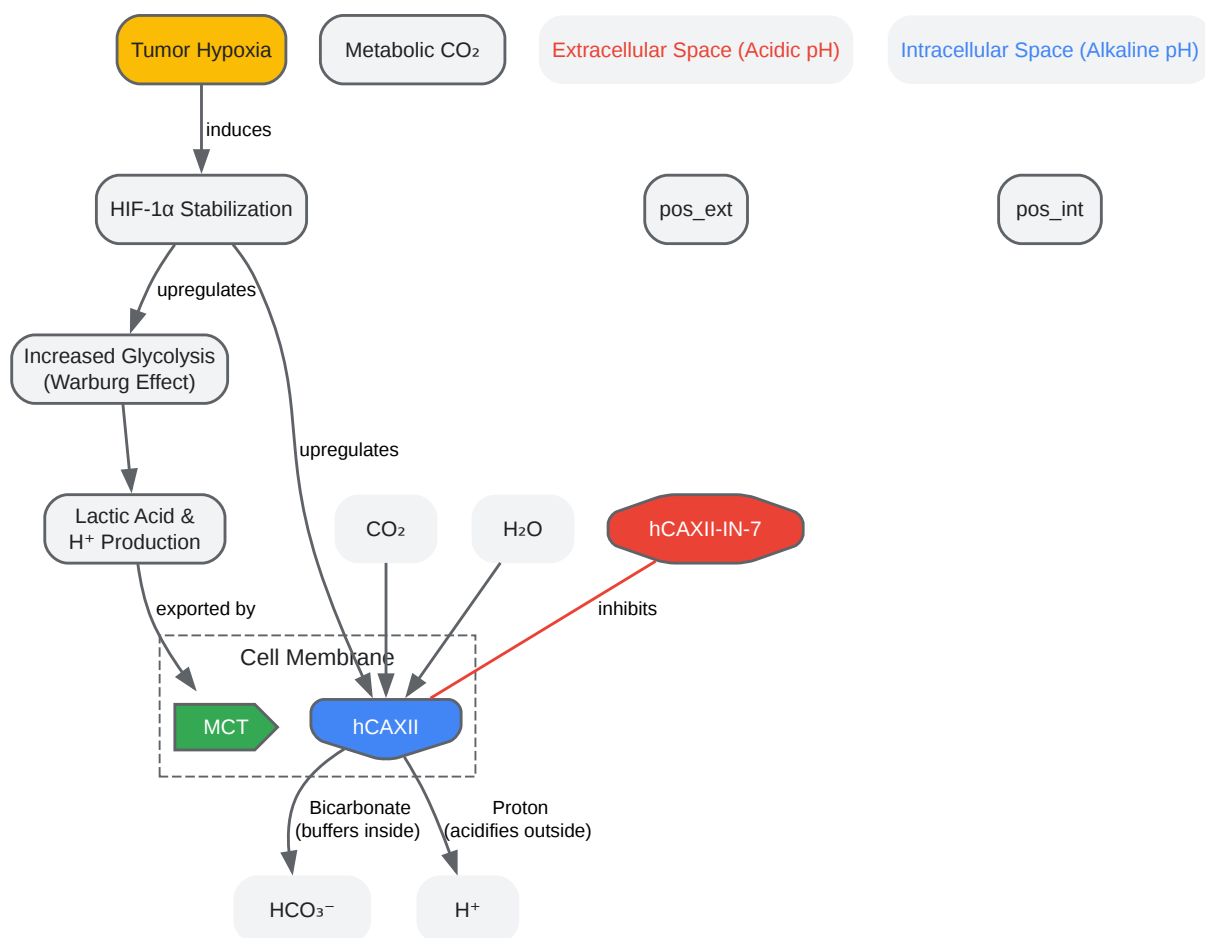 Tumor Hypoxia
Metabolic CO₂
Extracellular Space (Acidic pH)
Intracellular Space (Alkaline pH)
induces
HIF-1α Stabilization
pos_ext
pos_int
upregulates
Increased Glycolysis
(Warburg Effect)
upregulates
Lactic Acid &
H⁺ Production
CO₂
H₂O
hCAXII-IN-7
exported by
inhibits
Cell Membrane
MCT
hCAXII
Bicarbonate
(buffers inside)
Proton
(acidifies outside)
HCO₃⁻
H⁺